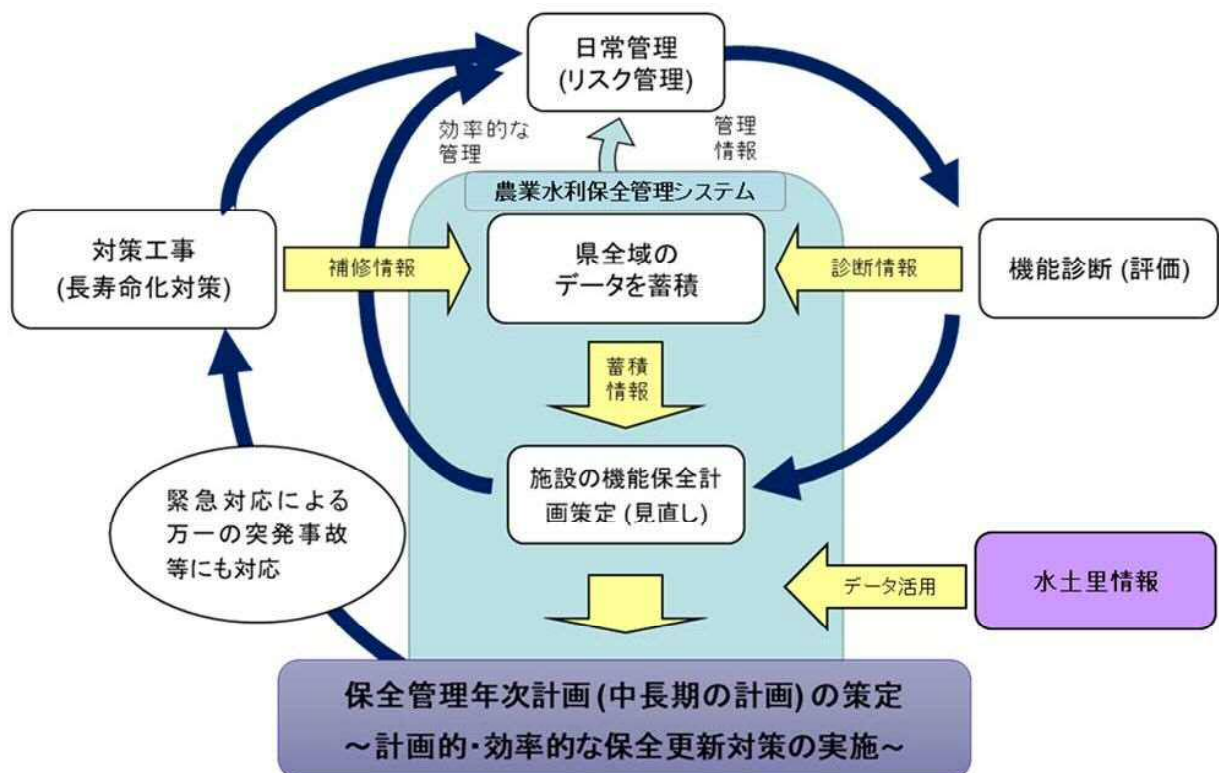 日常管理
(リスク管理)
効率的な
管理
管理
情報
農業水利保全管理システム
対策工事
(長寿命化対策)
補修情報
県全域の
データを蓄積
診断情報
機能診断 (評価)
蓄積
情報
施設の機能保全計
画策定 (見直し)
緊急対応による
万一の突発事故
等にも対応
データ活用
水土里情報
保全管理年次計画(中長期の計画)の策定
～計画的・効率的な保全更新対策の実施～